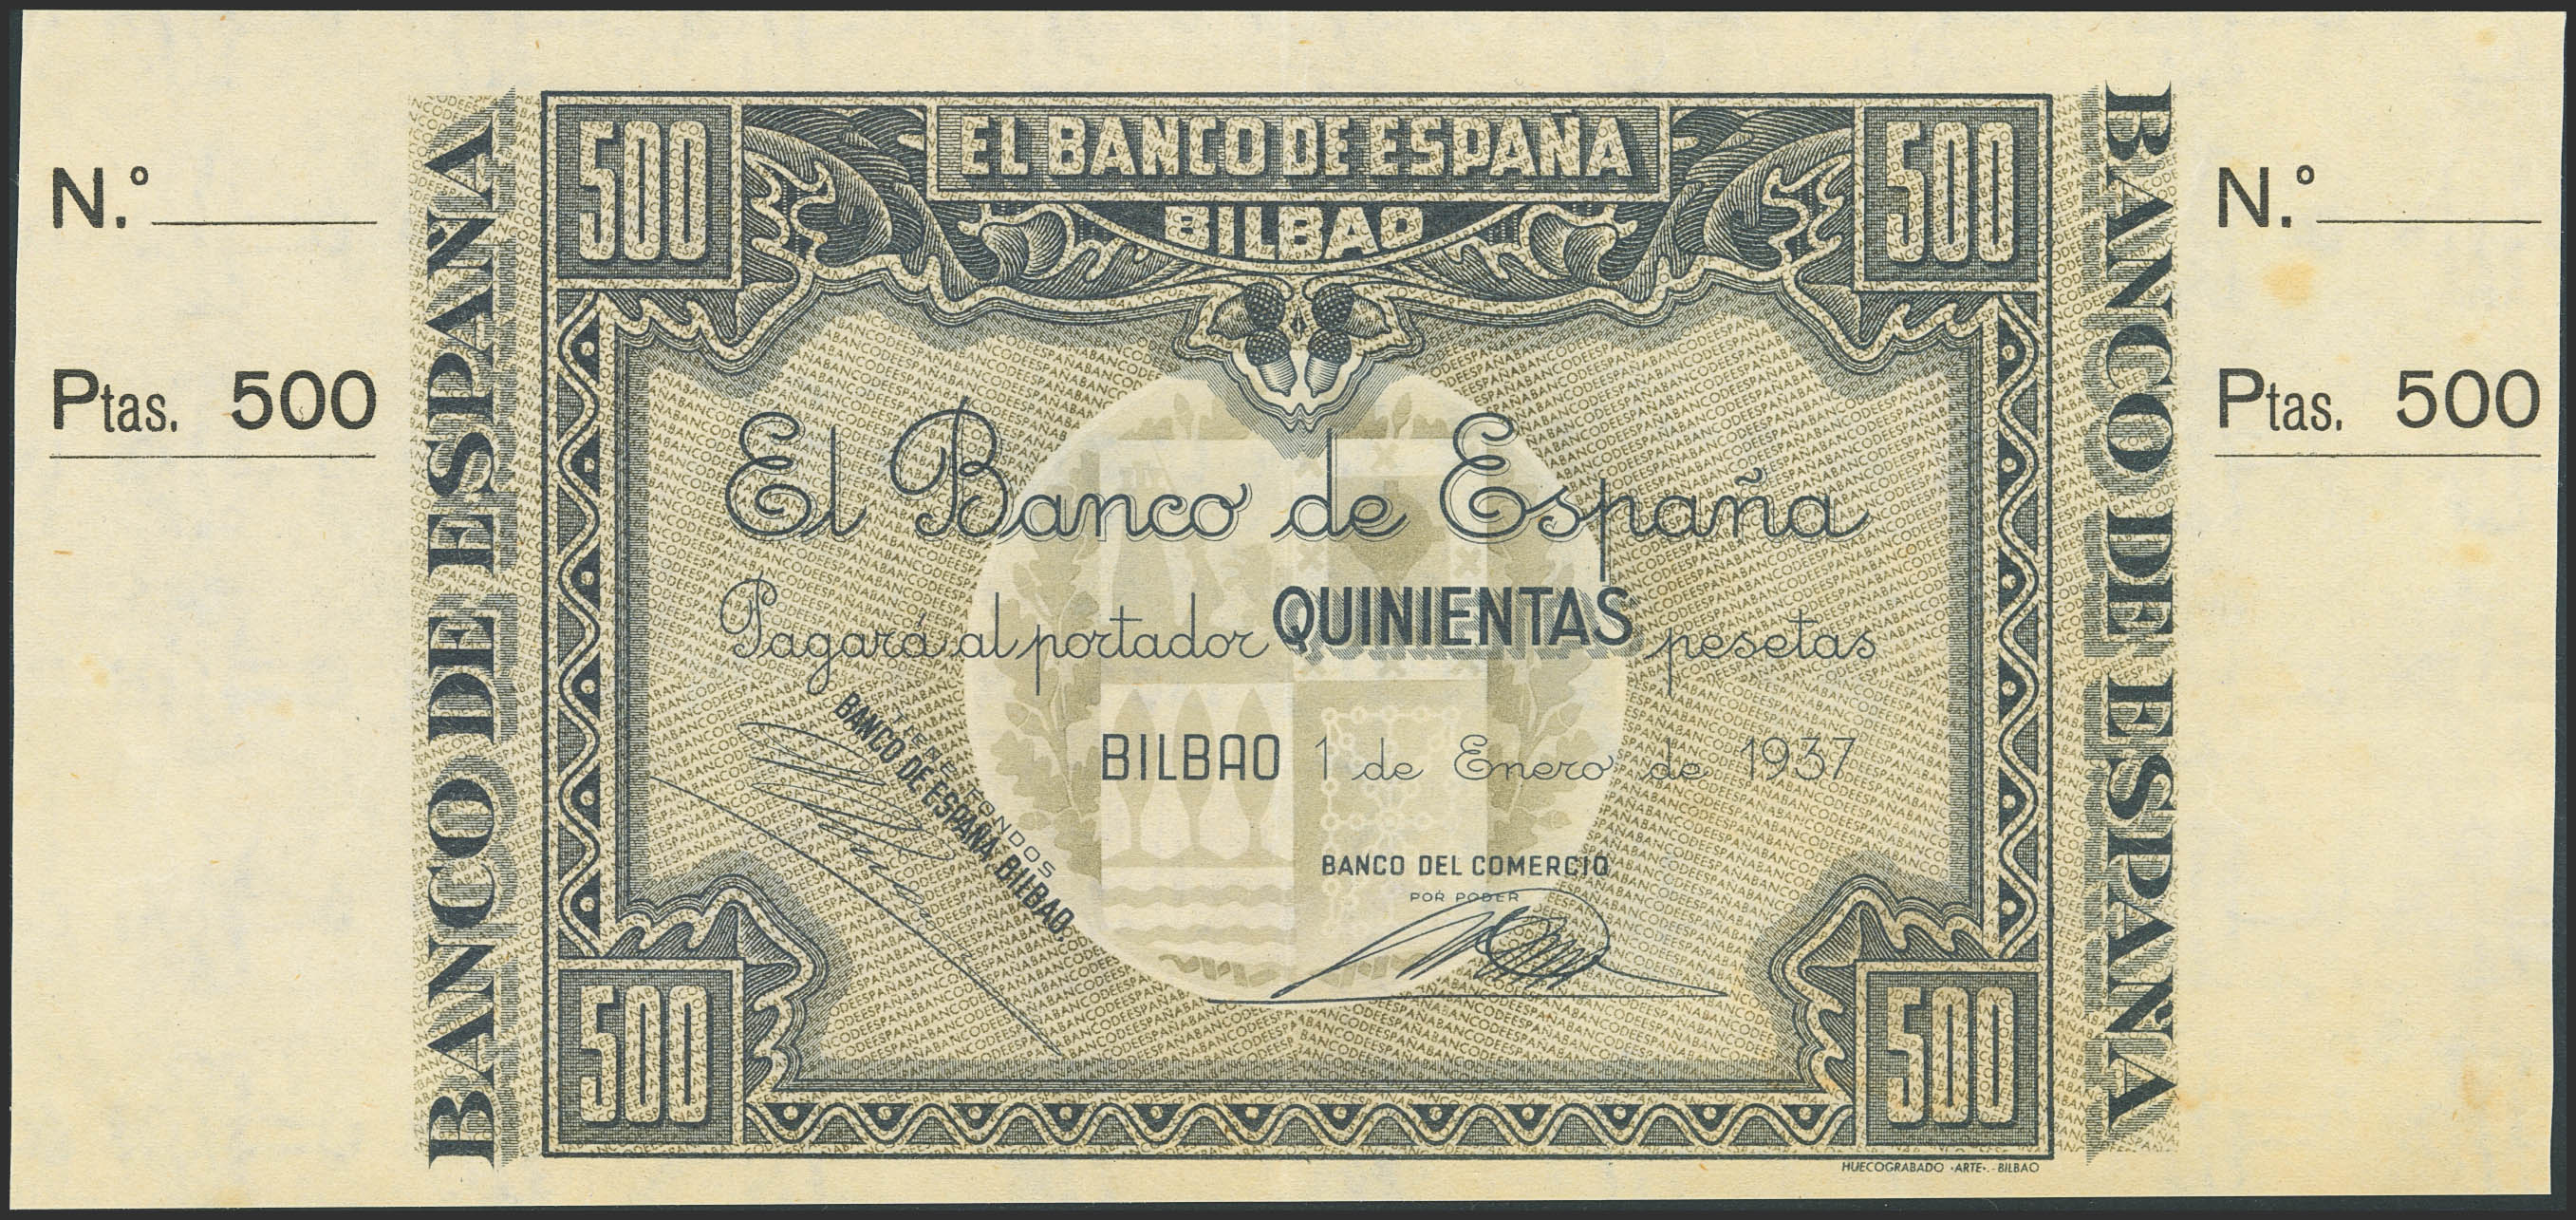 N.º
Ptas. 500
BANCO DE ESPAÑA
500
EL BANCO DE ESPAÑA
BILBAO
500
El Banco de España
Pagará al portador QUINIENTAS pesetas
BILBAO 1 de Enero de 1937
TIENE FONDOS
BANCO DE ESPAÑA. BILBAO.
BANCO DEL COMERCIO
POR PODER
500
500
HUECOGRABADO «ARTE».- BILBAO
BANCO DE ESPAÑA
N.º
Ptas. 500